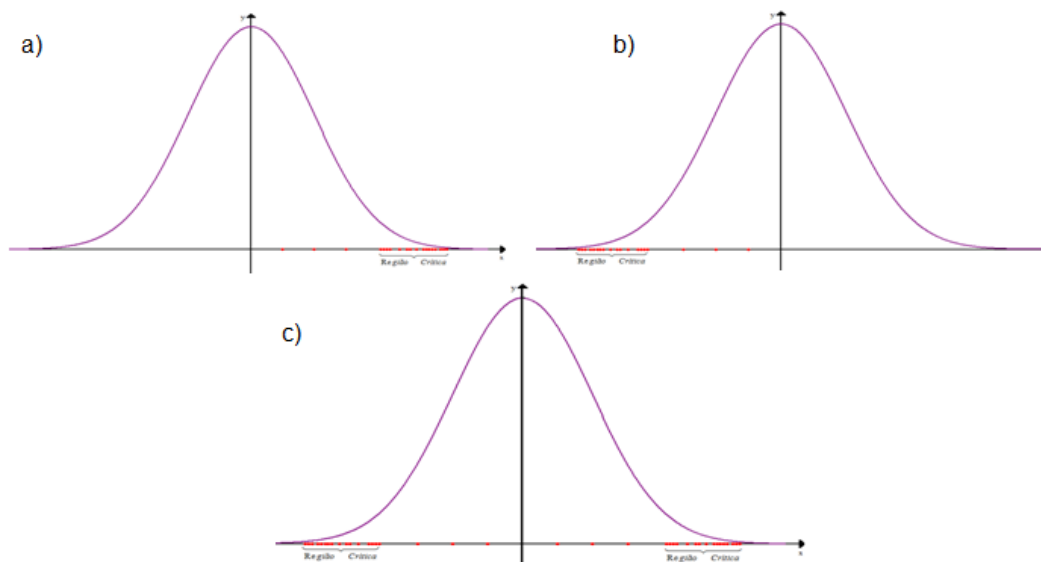 a)
y
x
Região Crítica
b)
y
Região Crítica
c)
y
x
Região Crítica
Região Crítica